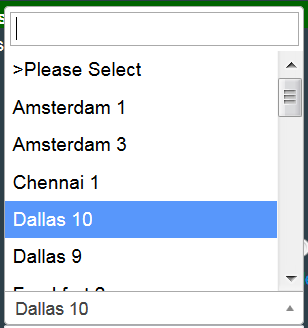 >Please Select
Amsterdam 1
Amsterdam 3
Chennai 1
Dallas 10
Dallas 9
Dallas 10